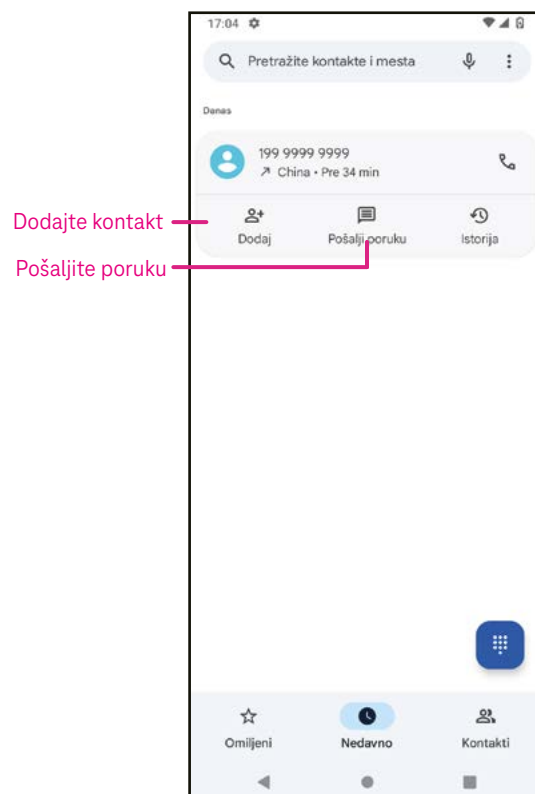 17:04
Pretražite kontakte i mesta
Danas
199 9999 9999
China • Pre 34 min
Dodajte kontakt
Dodaj
Pošalji poruku
Istorija
Pošaljite poruku
Omiljeni
Nedavno
Kontakti